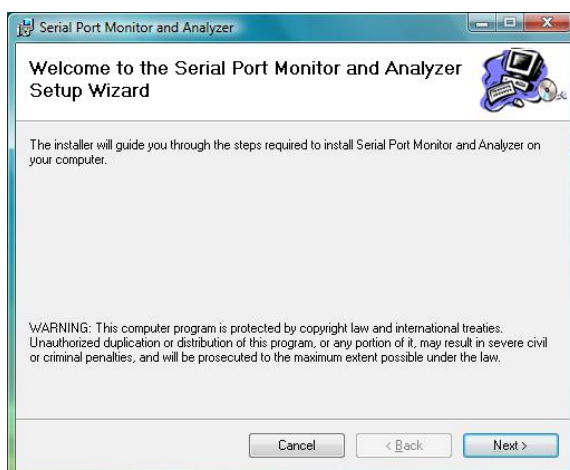 Serial Port Monitor and Analyzer
Welcome to the Serial Port Monitor and Analyzer
Setup Wizard
The installer will guide you through the steps required to install Serial Port Monitor and Analyzer on
your computer.
WARNING: This computer program is protected by copyright law and international treaties.
Unauthorized duplication or distribution of this program, or any portion of it, may result in severe civil
or criminal penalties, and will be prosecuted to the maximum extent possible under the law.
Cancel < Back Next >